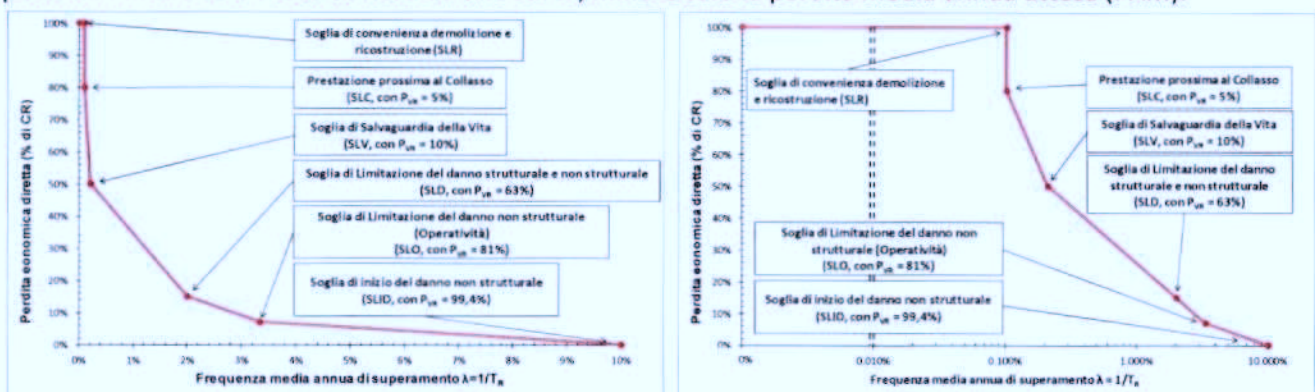 Soglia di convenienza demolizione e
ricostruzione (SLR)
Prestazione prossima al Collasso
(SLC, con PVR = 5%)
Soglia di Salvaguardia della Vita
(SLV, con PVR = 10%)
Soglia di Limitazione del danno strutturale e non strutturale
(SLD, con PVR = 63%)
Soglia di Limitazione del danno non strutturale
(Operatività)
(SLO, con PVR = 81%)
Soglia di inizio del danno non strutturale
(SLID, con PVR = 99,4%)
Perdita eonomica diretta (% di CR)
100%
90%
80%
70%
60%
50%
40%
30%
20%
10%
0%
0% 1% 2% 3% 4% 5% 6% 7% 8% 9% 10%
Frequenza media annua di superamento λ=1/TR
Soglia di convenienza demolizione
e ricostruzione (SLR)
Prestazione prossima al Collasso
(SLC, con PVR = 5%)
Soglia di Salvaguardia della Vita
(SLV, con PVR = 10%)
Soglia di Limitazione del danno
strutturale e non strutturale
(SLD, con PVR = 63%)
Soglia di Limitazione del danno non
strutturale (Operatività)
(SLO, con PVR = 81%)
Soglia di inizio del danno non strutturale
(SLID, con PVR = 99,4%)
Perdita eonomica diretta (% di CR)
100%
90%
80%
70%
60%
50%
40%
30%
20%
10%
0%
0% 0.010% 0.100% 1.000% 10.000%
Frequenza media annua di superamento λ = 1/TR